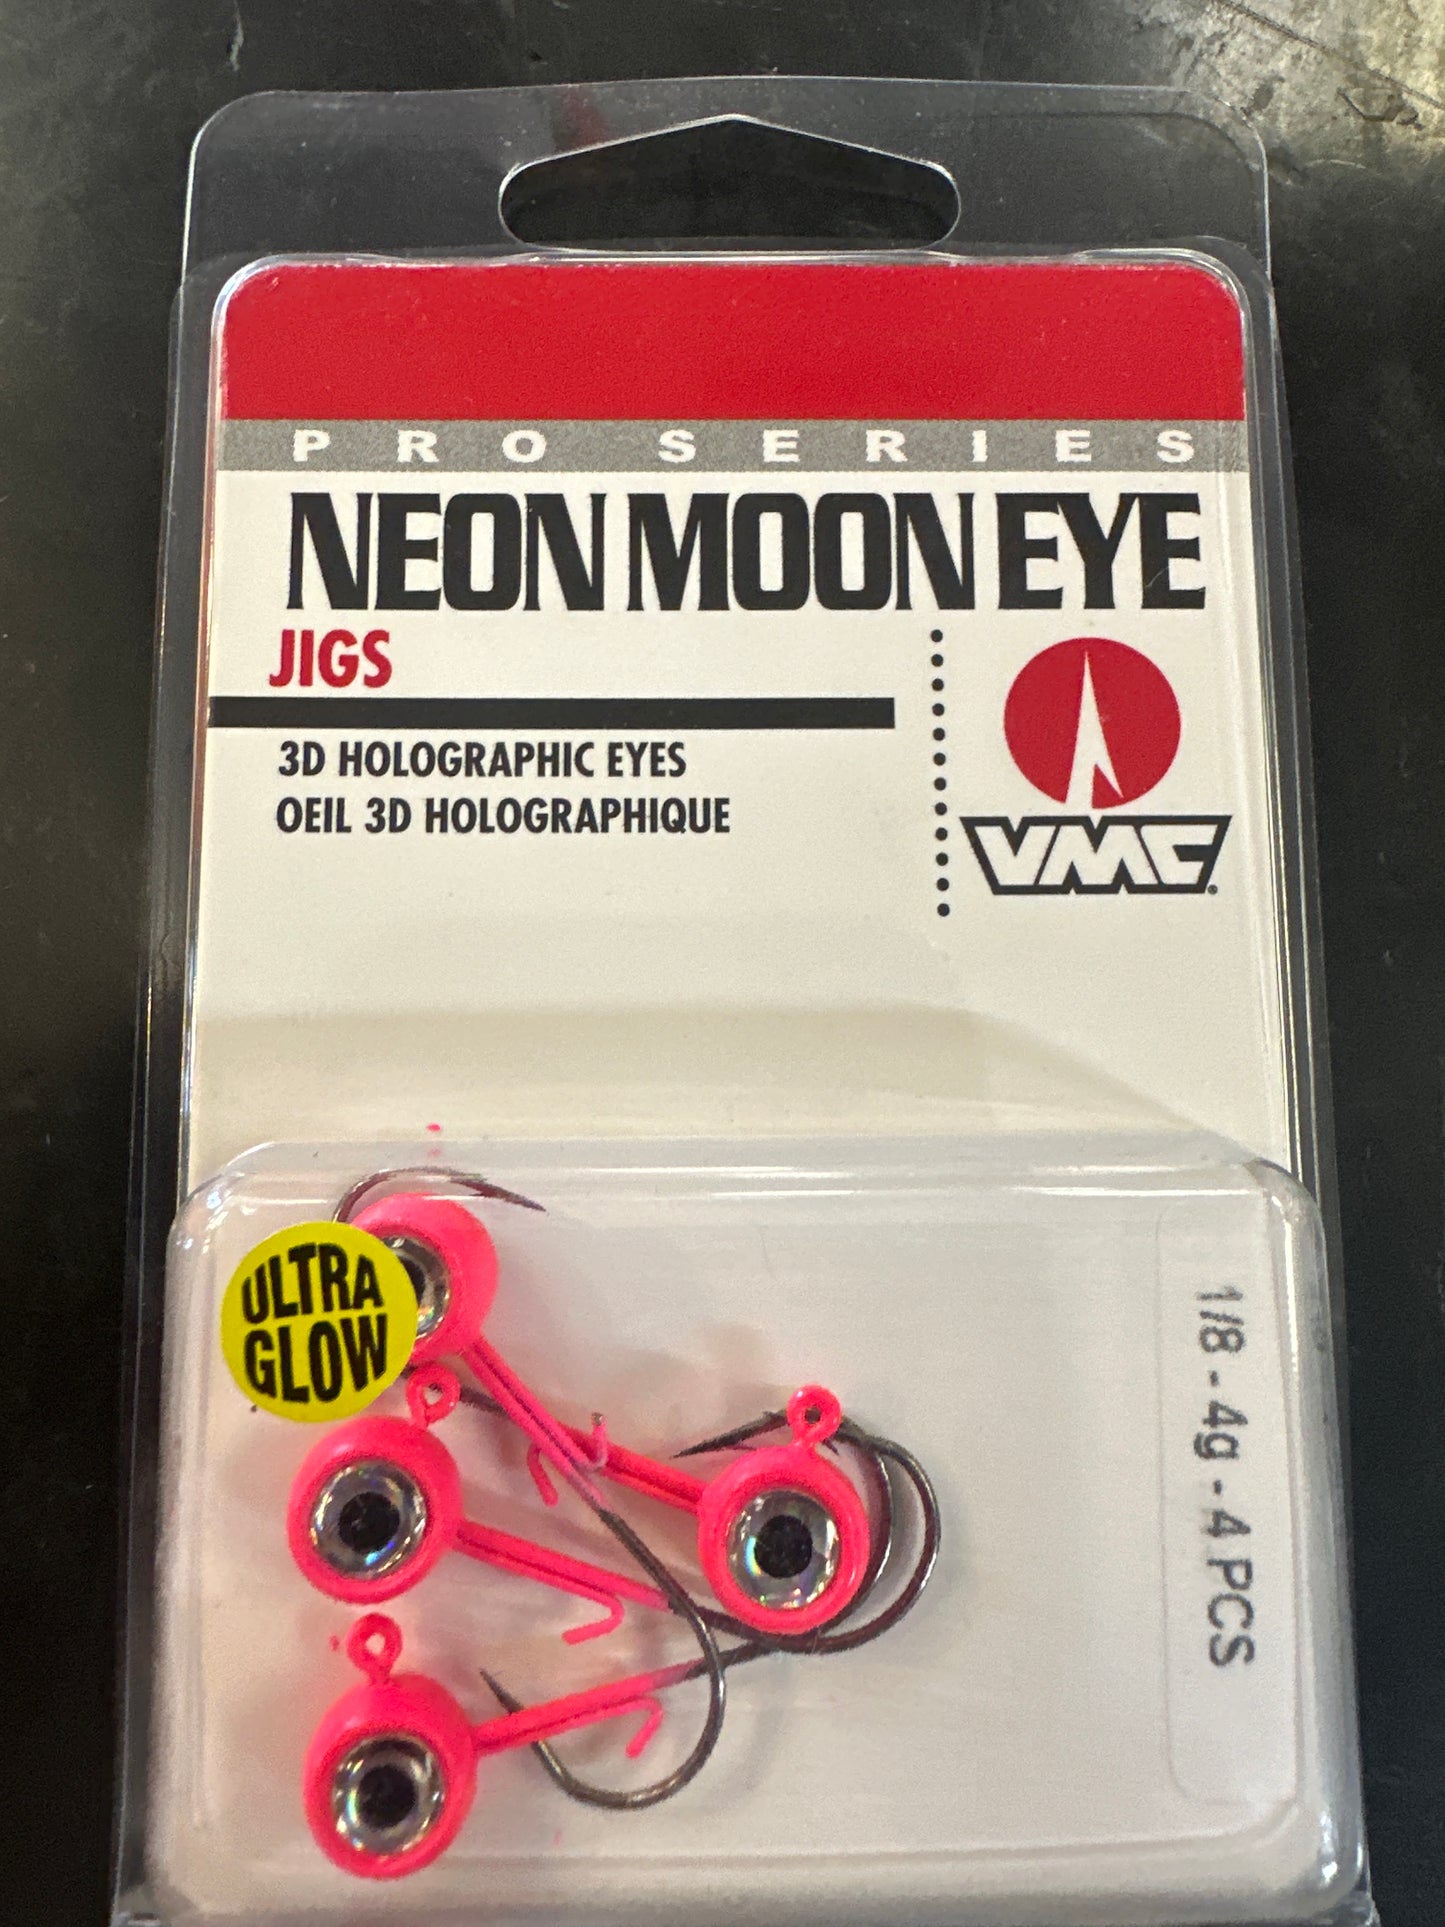 PRO SERIES
NEON MOON EYE
JIGS
3D HOLOGRAPHIC EYES
OEIL 3D HOLOGRAPHIQUE
VMC
ULTRA
GLOW
1/8 - 4g - 4 PCS